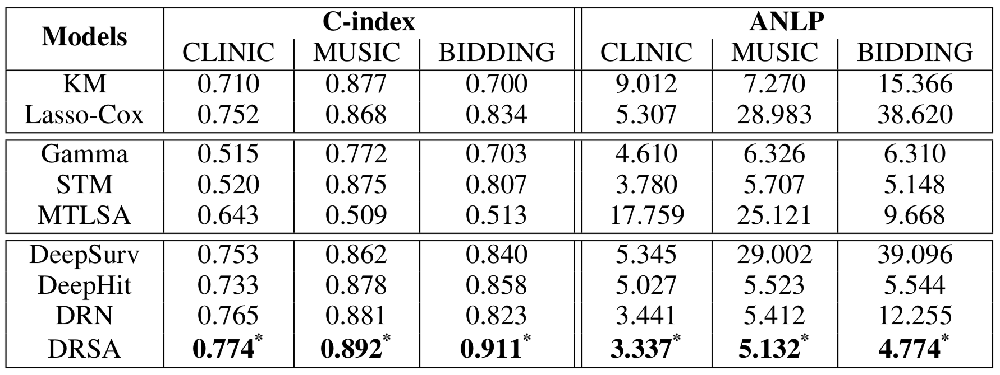 Models C-index ANLP
CLINIC MUSIC BIDDING CLINIC MUSIC BIDDING
KM 0.710 0.877 0.700 9.012 7.270 15.366
Lasso-Cox 0.752 0.868 0.834 5.307 28.983 38.620
Gamma 0.515 0.772 0.703 4.610 6.326 6.310
STM 0.520 0.875 0.807 3.780 5.707 5.148
MTLSA 0.643 0.509 0.513 17.759 25.121 9.668
DeepSurv 0.753 0.862 0.840 5.345 29.002 39.096
DeepHit 0.733 0.878 0.858 5.027 5.523 5.544
DRN 0.765 0.881 0.823 3.441 5.412 12.255
DRSA 0.774* 0.892* 0.911* 3.337* 5.132* 4.774*